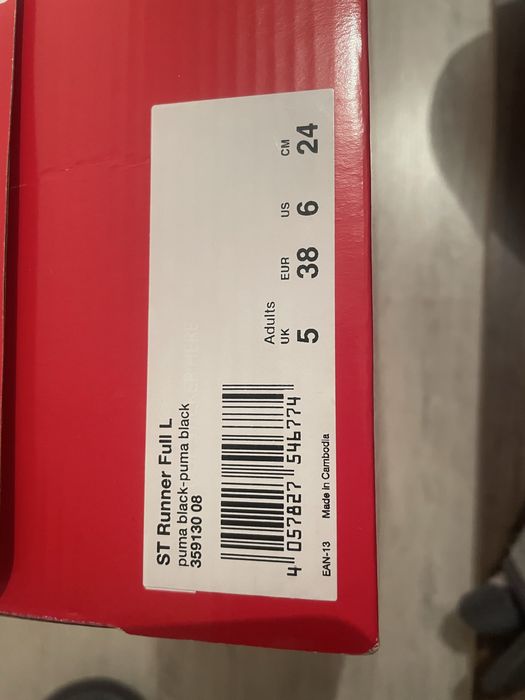 ST Runner Full L
puma black-puma black
359130 08
Adults
UK EUR US CM
5 38 6 24
4 057827 546774
EAN-13 Made in Cambodia